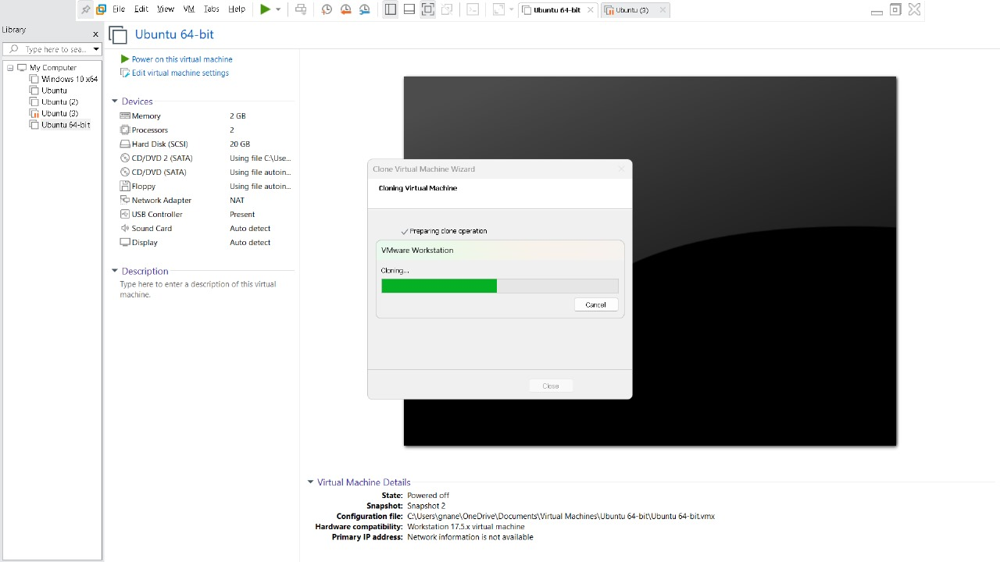 File Edit View VM Tabs Help Ubuntu 64-bit Ubuntu (3)
Library
Type here to sea...
My Computer
Windows 10 x64
Ubuntu
Ubuntu (2)
Ubuntu (3)
Ubuntu 64-bit
Ubuntu 64-bit
Power on this virtual machine
Edit virtual machine settings
Devices
Memory 2 GB
Processors 2
Hard Disk (SCSI) 20 GB
CD/DVD 2 (SATA) Using file C:\Use...
CD/DVD (SATA) Using file autoin...
Floppy Using file autoin...
Network Adapter NAT
USB Controller Present
Sound Card Auto detect
Display Auto detect
Description
Type here to enter a description of this virtual
machine.
Clone Virtual Machine Wizard
Cloning Virtual Machine
Preparing clone operation
VMware Workstation
Cloning...
Cancel
Close
Virtual Machine Details
State: Powered off
Snapshot: Snapshot 2
Configuration file: C:\Users\gnane\OneDrive\Documents\Virtual Machines\Ubuntu 64-bit\Ubuntu 64-bit.vmx
Hardware compatibility: Workstation 17.5.x virtual machine
Primary IP address: Network information is not available